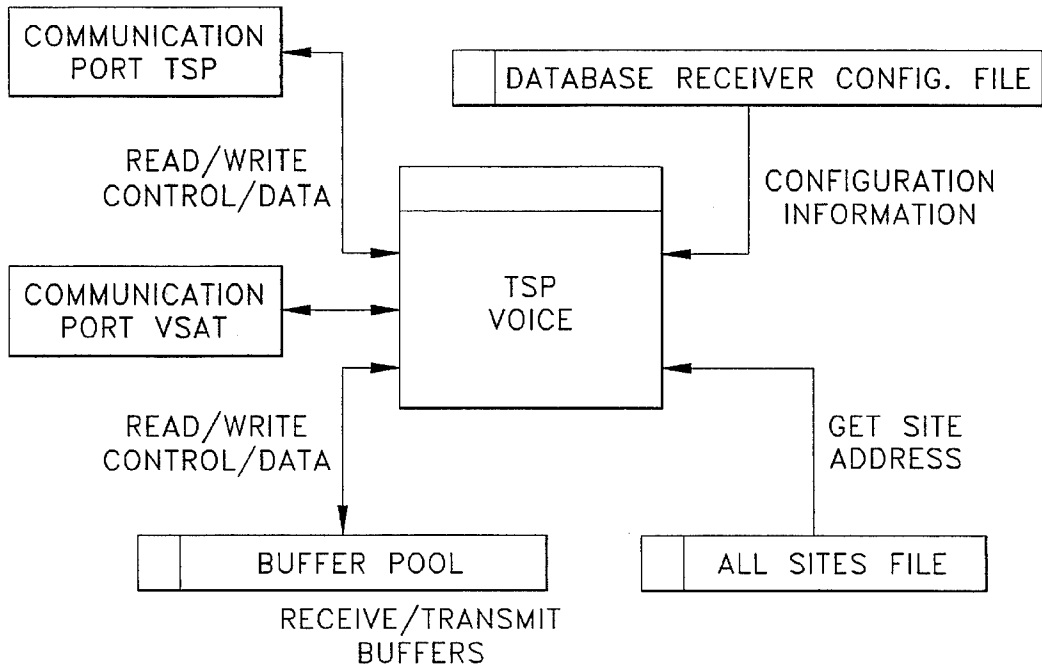 COMMUNICATION
PORT TSP
DATABASE RECEIVER CONFIG. FILE
READ/WRITE
CONTROL/DATA
CONFIGURATION
INFORMATION
COMMUNICATION
PORT VSAT
TSP
VOICE
READ/WRITE
CONTROL/DATA
GET SITE
ADDRESS
BUFFER POOL
ALL SITES FILE
RECEIVE/TRANSMIT
BUFFERS